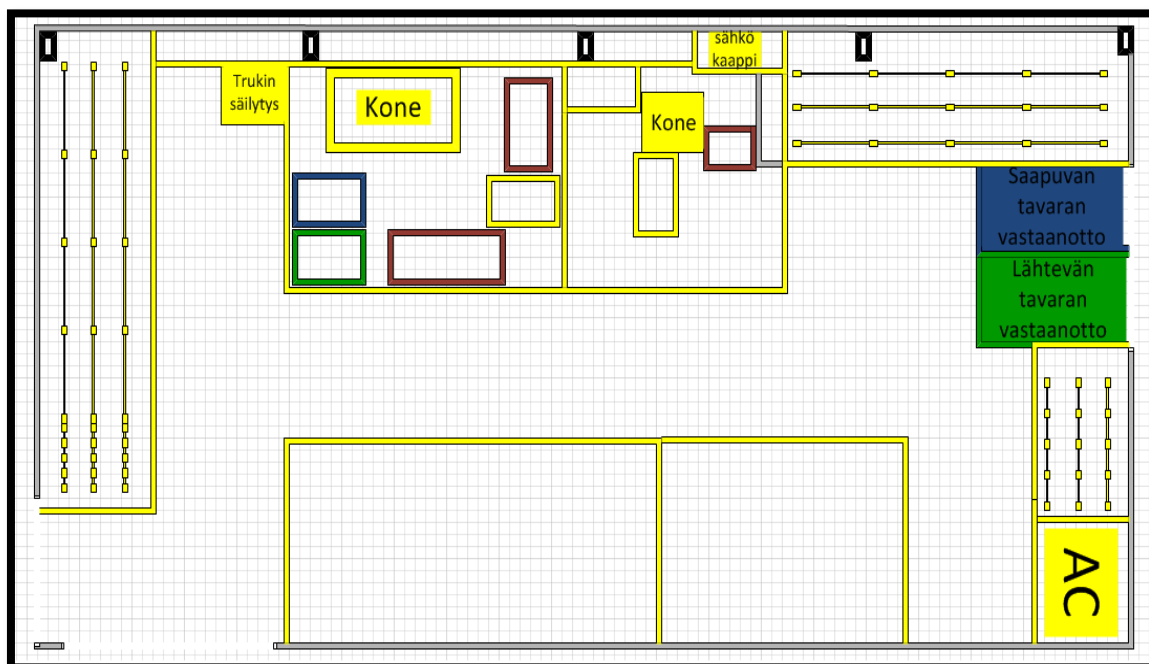 sähkö
kaappi
Trukin
säilytys
Kone
Kone
Saapuvan
tavaran
vastaanotto
Lähtevän
tavaran
vastaanotto
AC